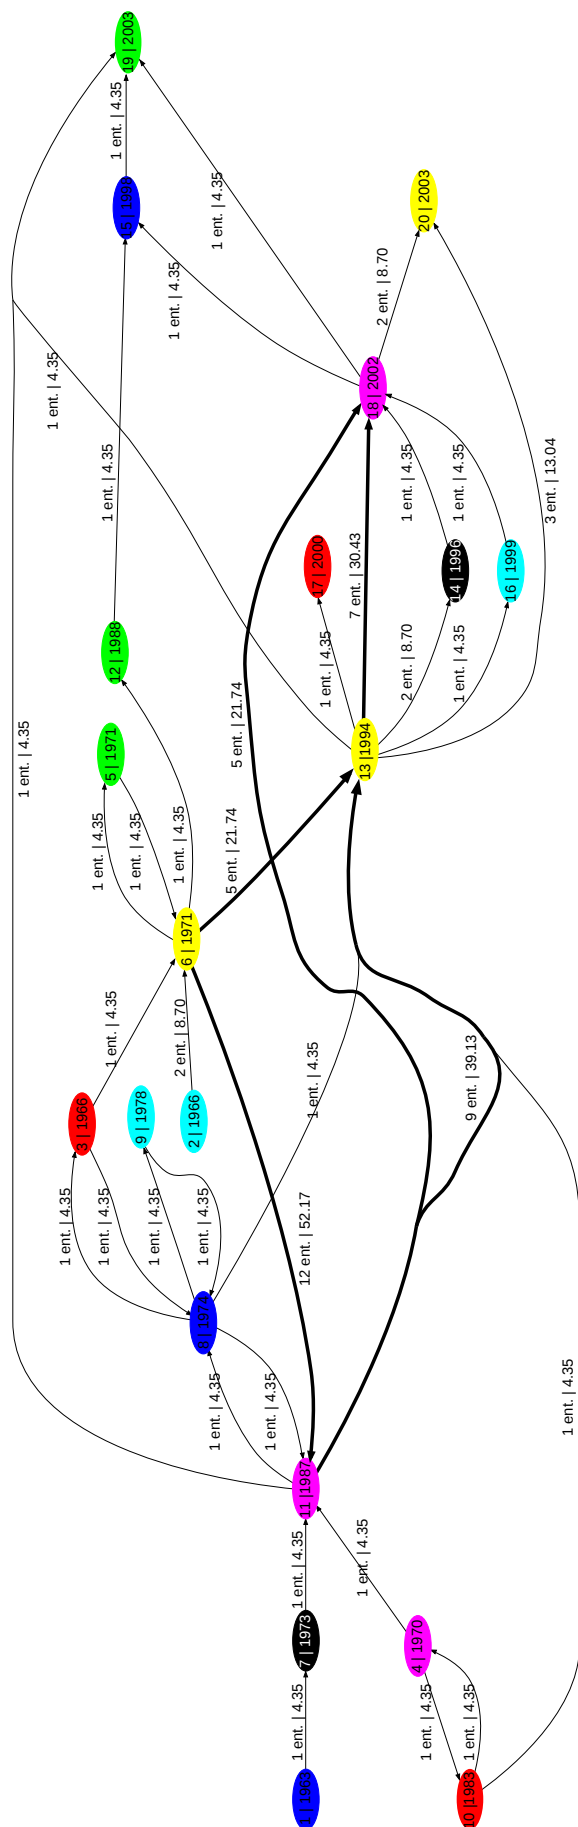 19 | 2003
1 ent. | 4.35
20 | 2003
1 ent. | 4.35
2 ent. | 8.70
1 ent. | 4.35
1 ent. | 4.35
18 | 2002
1 ent. | 4.35
1 ent. | 4.35
1 ent. | 4.35
3 ent. | 13.04
17 | 2000
14 | 1996
16 | 1999
7 ent. | 30.43
12 | 1988
1 ent. | 4.35
2 ent. | 8.70
1 ent. | 4.35
5 ent. | 21.74
1 ent. | 4.35
5 | 1971
13 |1994
1 ent. | 4.35
1 ent. | 4.35
1 ent. | 4.35
5 ent. | 21.74
6 | 1971
1 ent. | 4.35
2 ent. | 8.70
1 ent. | 4.35
9 ent. | 39.13
3 | 1966
9 | 1978
2 | 1966
1 ent. | 4.35
1 ent. | 4.35
1 ent. | 4.35
1 ent. | 4.35
12 ent. | 52.17
8 | 1974
1 ent. | 4.35
1 ent. | 4.35
1 ent. | 4.35
11 |1987
1 ent. | 4.35
1 ent. | 4.35
7 | 1973
4 | 1970
1 ent. | 4.35
1 ent. | 4.35
1 ent. | 4.35
1 | 1963
10 |1983